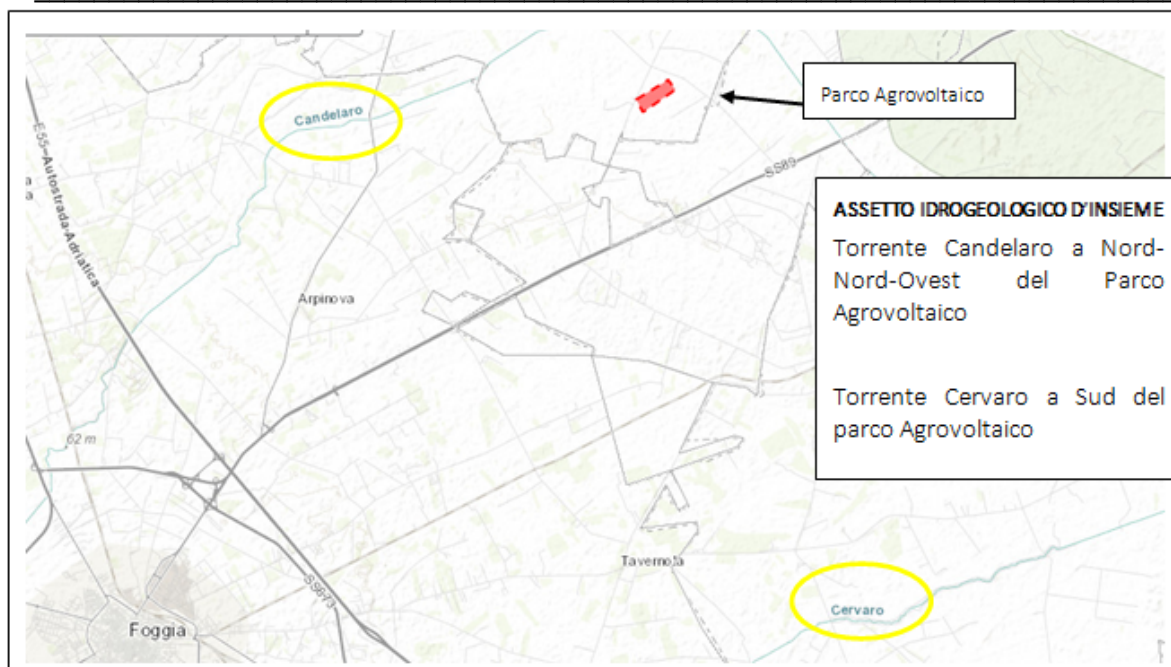 Candelaro
Parco Agrovoltaico
E55-Autostrada-Adriatica
SS89
ASSETTO IDROGEOLOGICO D'INSIEME
Torrente Candelaro a Nord-
Nord-Ovest del Parco
Agrovoltaico
Arpinova
Torrente Cervaro a Sud del
parco Agrovoltaico
62 m
Tavernola
SS673
Cervaro
Foggia